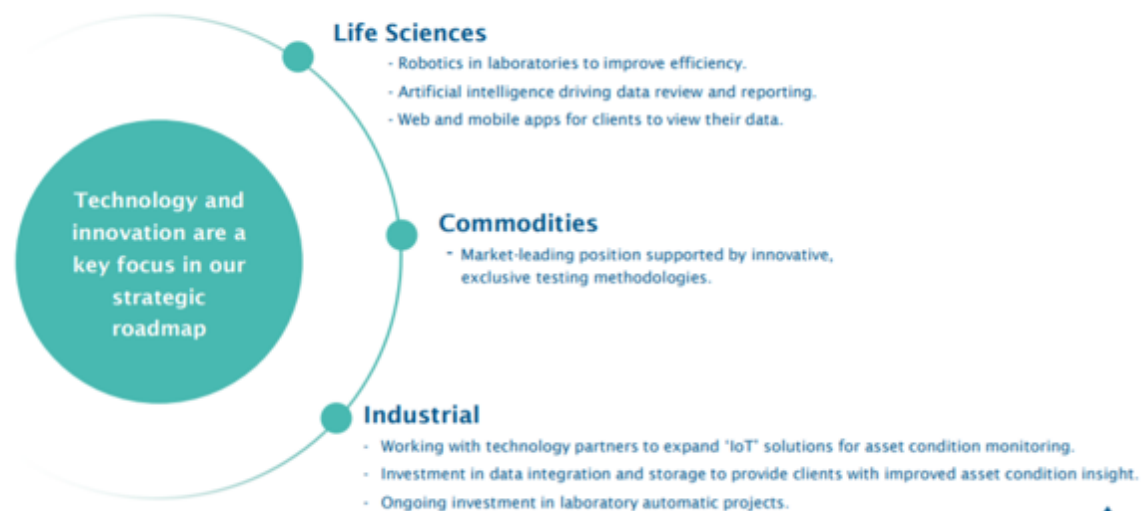 Technology and
innovation are a
key focus in our
strategic
roadmap
Life Sciences
- Robotics in laboratories to improve efficiency.
- Artificial intelligence driving data review and reporting.
- Web and mobile apps for clients to view their data.
Commodities
- Market-leading position supported by innovative,
exclusive testing methodologies.
Industrial
- Working with technology partners to expand 'IoT' solutions for asset condition monitoring.
- Investment in data integration and storage to provide clients with improved asset condition insight.
- Ongoing investment in laboratory automatic projects.